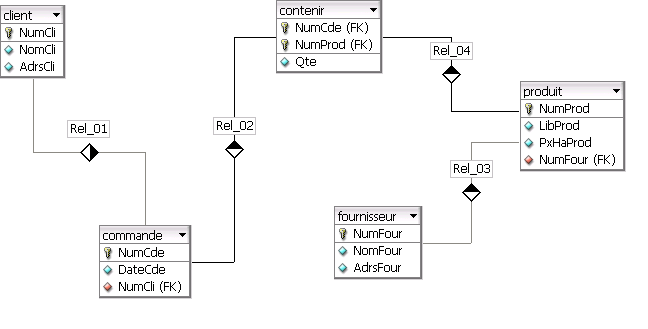 client
NumCli
NomCli
AdrsCli
contenir
NumCde (FK)
NumProd (FK)
Qte
Rel_04
produit
NumProd
LibProd
PxHaProd
NumFour (FK)
Rel_01
Rel_02
Rel_03
commande
NumCde
DateCde
NumCli (FK)
fournisseur
NumFour
NomFour
AdrsFour